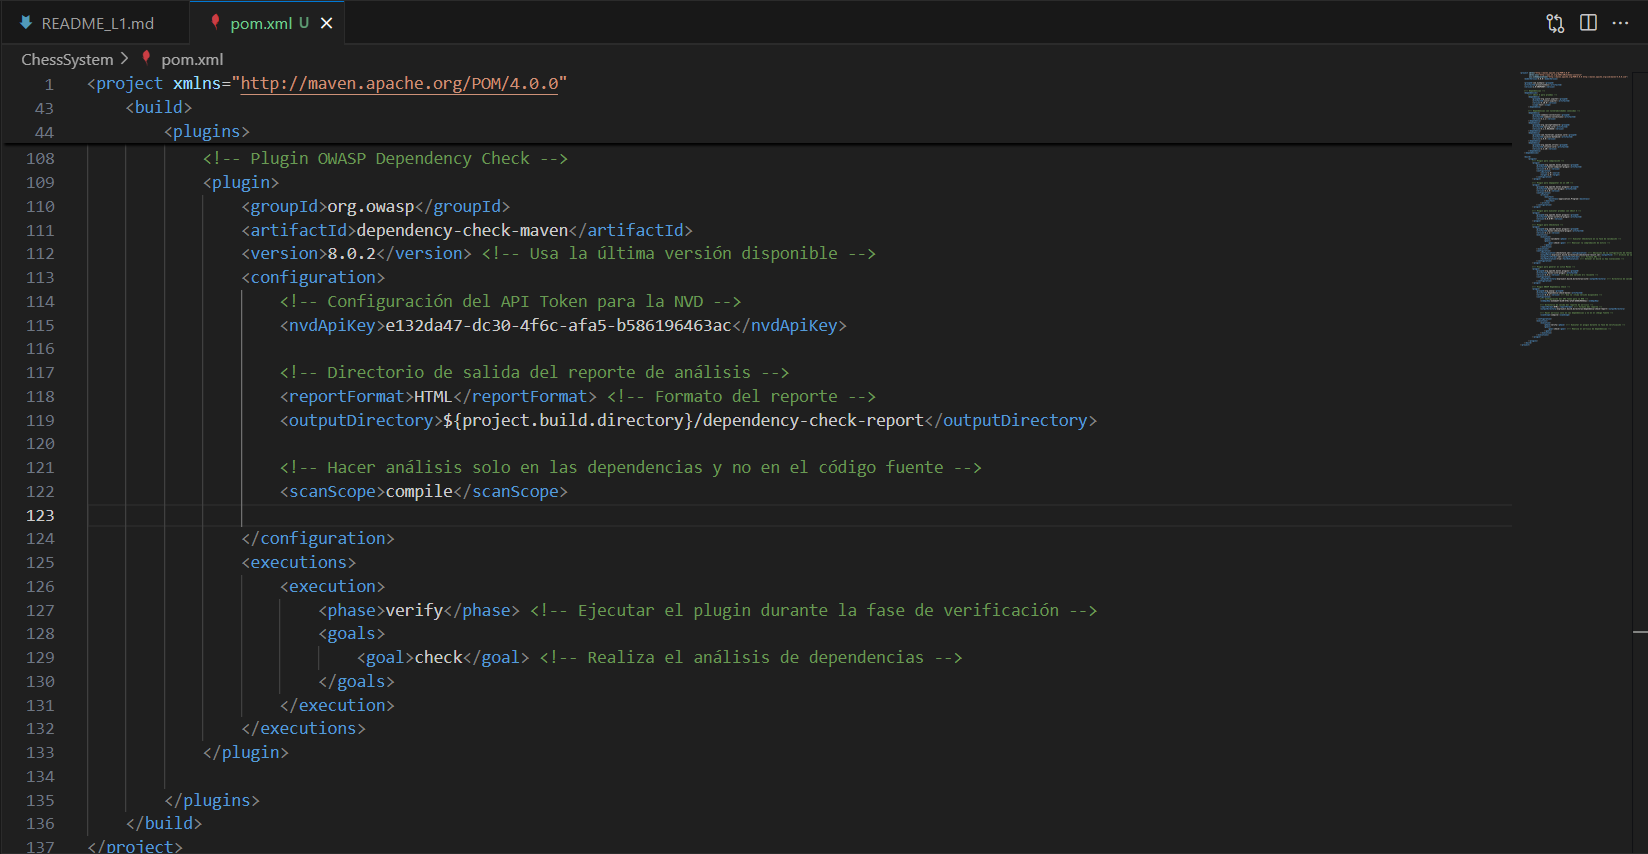 README_L1.md
pom.xml U
ChessSystem > pom.xml
1 <project xmlns="http://maven.apache.org/POM/4.0.0"
43 <build>
44 <plugins>
108 <!-- Plugin OWASP Dependency Check -->
109 <plugin>
110 <groupId>org.owasp</groupId>
111 <artifactId>dependency-check-maven</artifactId>
112 <version>8.0.2</version> <!-- Usa la última versión disponible -->
113 <configuration>
114 <!-- Configuración del API Token para la NVD -->
115 <nvdApiKey>e132da47-dc30-4f6c-afa5-b586196463ac</nvdApiKey>
116
117 <!-- Directorio de salida del reporte de análisis -->
118 <reportFormat>HTML</reportFormat> <!-- Formato del reporte -->
119 <outputDirectory>${project.build.directory}/dependency-check-report</outputDirectory>
120
121 <!-- Hacer análisis solo en las dependencias y no en el código fuente -->
122 <scanScope>compile</scanScope>
123
124 </configuration>
125 <executions>
126 <execution>
127 <phase>verify</phase> <!-- Ejecutar el plugin durante la fase de verificación -->
128 <goals>
129 <goal>check</goal> <!-- Realiza el análisis de dependencias -->
130 </goals>
131 </execution>
132 </executions>
133 </plugin>
134
135 </plugins>
136 </build>
137 </project>